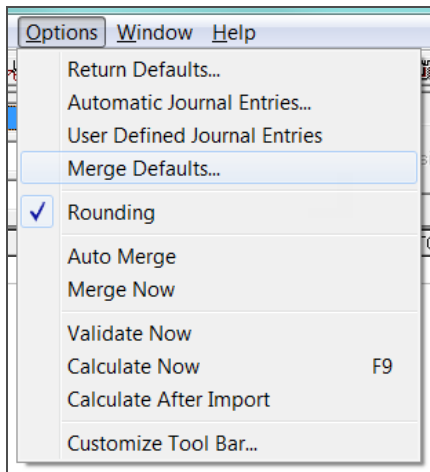 Options Window Help
Return Defaults...
Automatic Journal Entries...
User Defined Journal Entries
Merge Defaults...
Rounding
Auto Merge
Merge Now
Validate Now
Calculate Now F9
Calculate After Import
Customize Tool Bar...